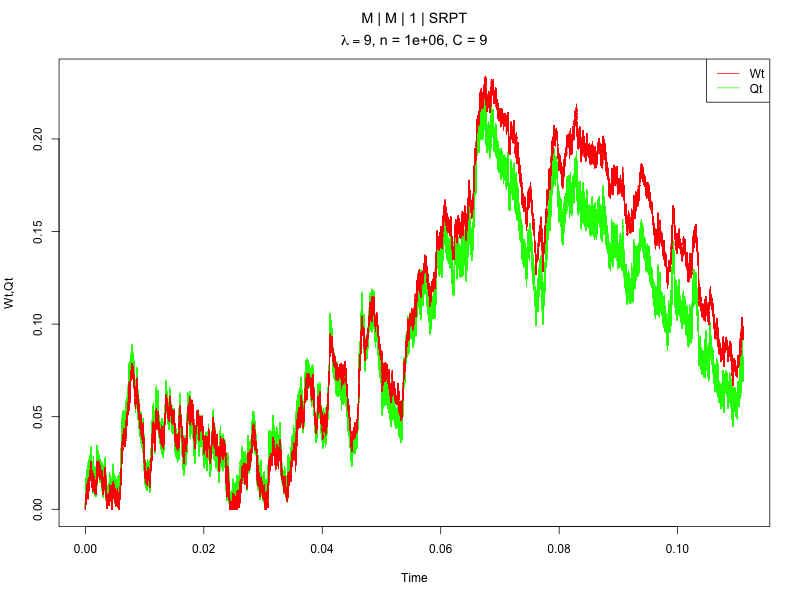 M | M | 1 | SRPT
λ = 9, n = 1e+06, C = 9
Wt
Qt
Wt,Qt
0.20
0.15
0.10
0.05
0.00
0.00 0.02 0.04 0.06 0.08 0.10
Time